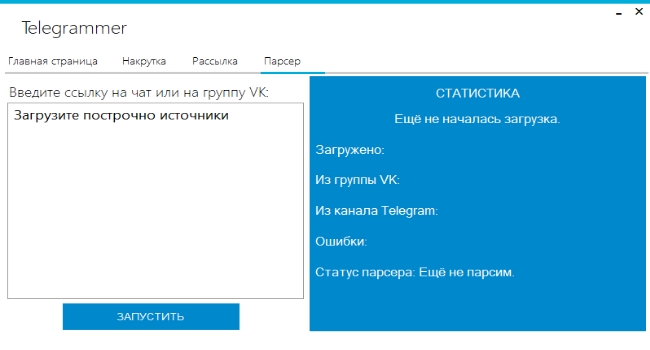 Telegrammer
Главная страница Накрутка Рассылка Парсер
Введите ссылку на чат или на группу VK:
Загрузите построчно источники
ЗАПУСТИТЬ
СТАТИСТИКА
Ещё не началась загрузка.
Загружено:
Из группы VK:
Из канала Telegram:
Ошибки:
Статус парсера: Ещё не парсим.